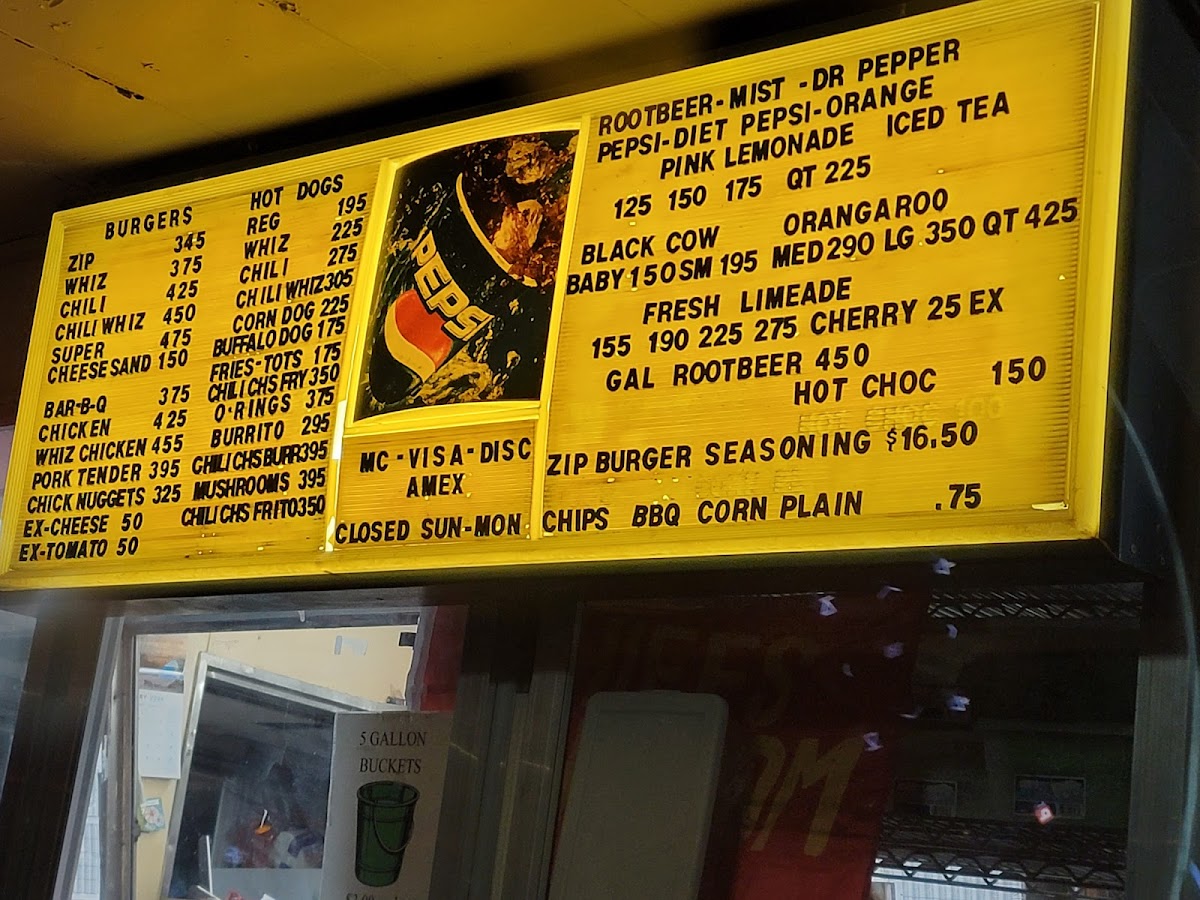 BURGERS
ZIP 345
WHIZ 375
CHILI 425
CHILI WHIZ 450
SUPER 475
CHEESE SAND 150
BAR-B-Q 375
CHICKEN 425
WHIZ CHICKEN 455
PORK TENDER 395
CHICK NUGGETS 325
EX-CHEESE 50
EX-TOMATO 50
HOT DOGS
REG 195
WHIZ 225
CHILI 275
CHILI WHIZ 305
CORN DOG 225
BUFFALO DOG 175
FRIES-TOTS 175
CHILI CHS FRY 350
O'RINGS 375
BURRITO 295
CHILI CHS BURR 395
MUSHROOMS 395
CHILI CHS FRITO 350
PEPSI
MC-VISA-DISC
AMEX
CLOSED SUN-MON
ROOTBEER-MIST-DR PEPPER
PEPSI-DIET PEPSI-ORANGE
PINK LEMONADE ICED TEA
125 150 175 QT 225
BLACK COW ORANGAROO
BABY 150 SM 195 MED 290 LG 350 QT 425
FRESH LIMEADE
155 190 225 275 CHERRY 25 EX
GAL ROOTBEER 450
HOT CHOC 150
ZIP BURGER SEASONING $16.50
CHIPS BBQ CORN PLAIN .75
5 GALLON
BUCKETS